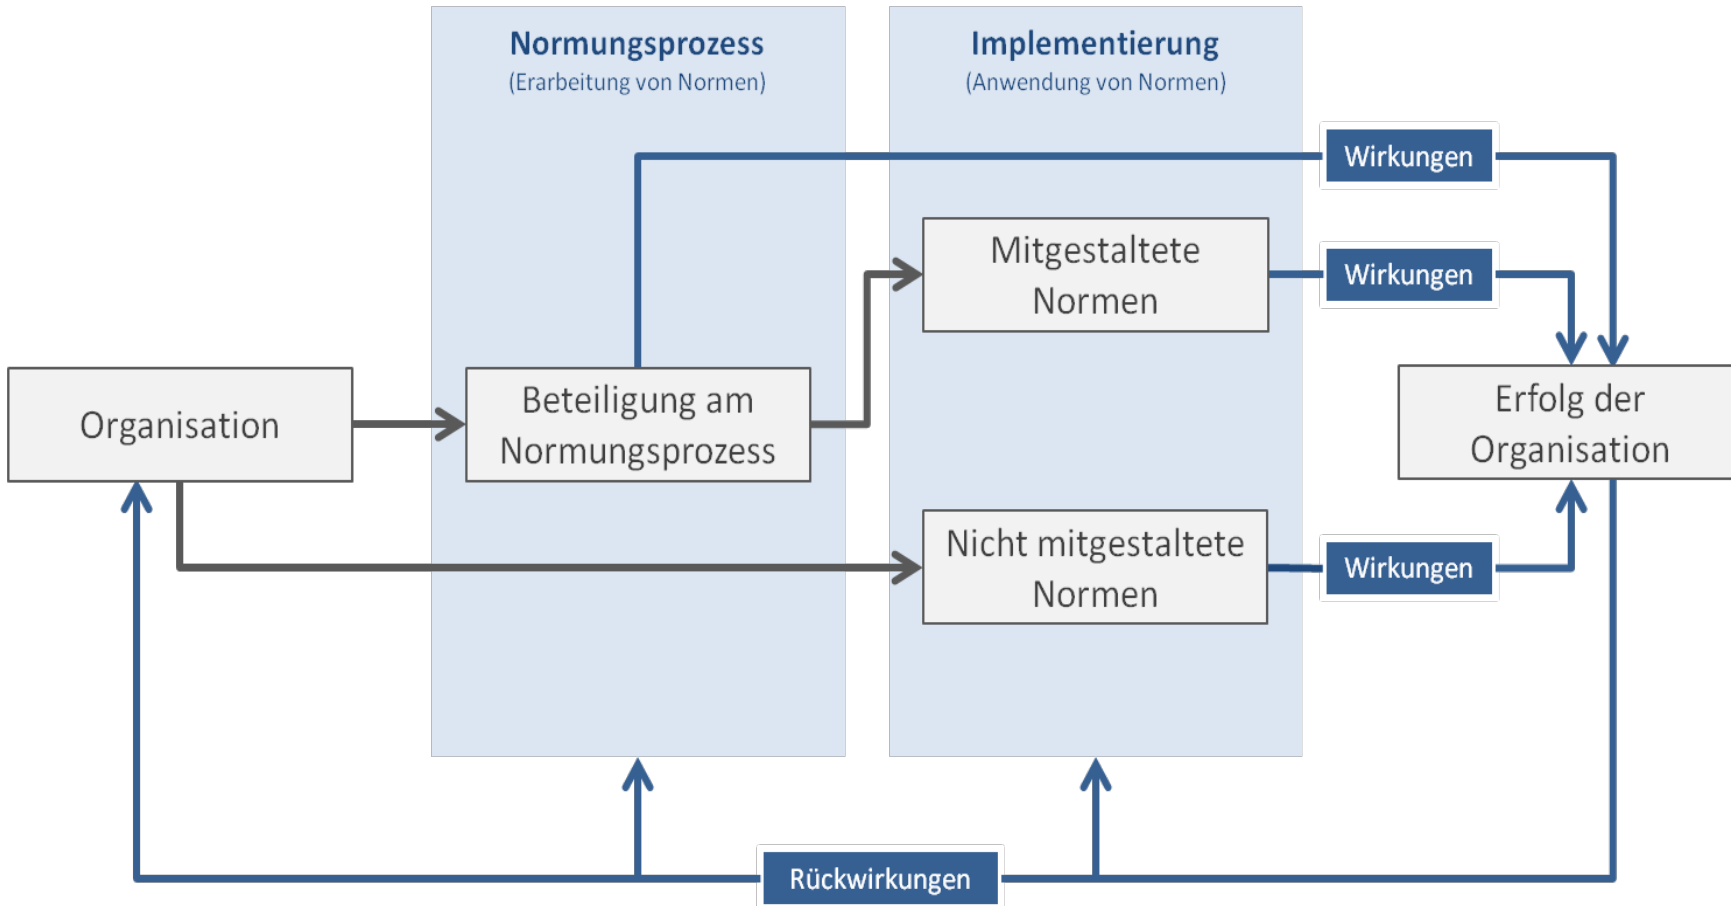 Normungsprozess
(Erarbeitung von Normen)
Implementierung
(Anwendung von Normen)
Wirkungen
Mitgestaltete
Normen
Wirkungen
Organisation
Beteiligung am
Normungsprozess
Erfolg der
Organisation
Nicht mitgestaltete
Normen
Wirkungen
Rückwirkungen